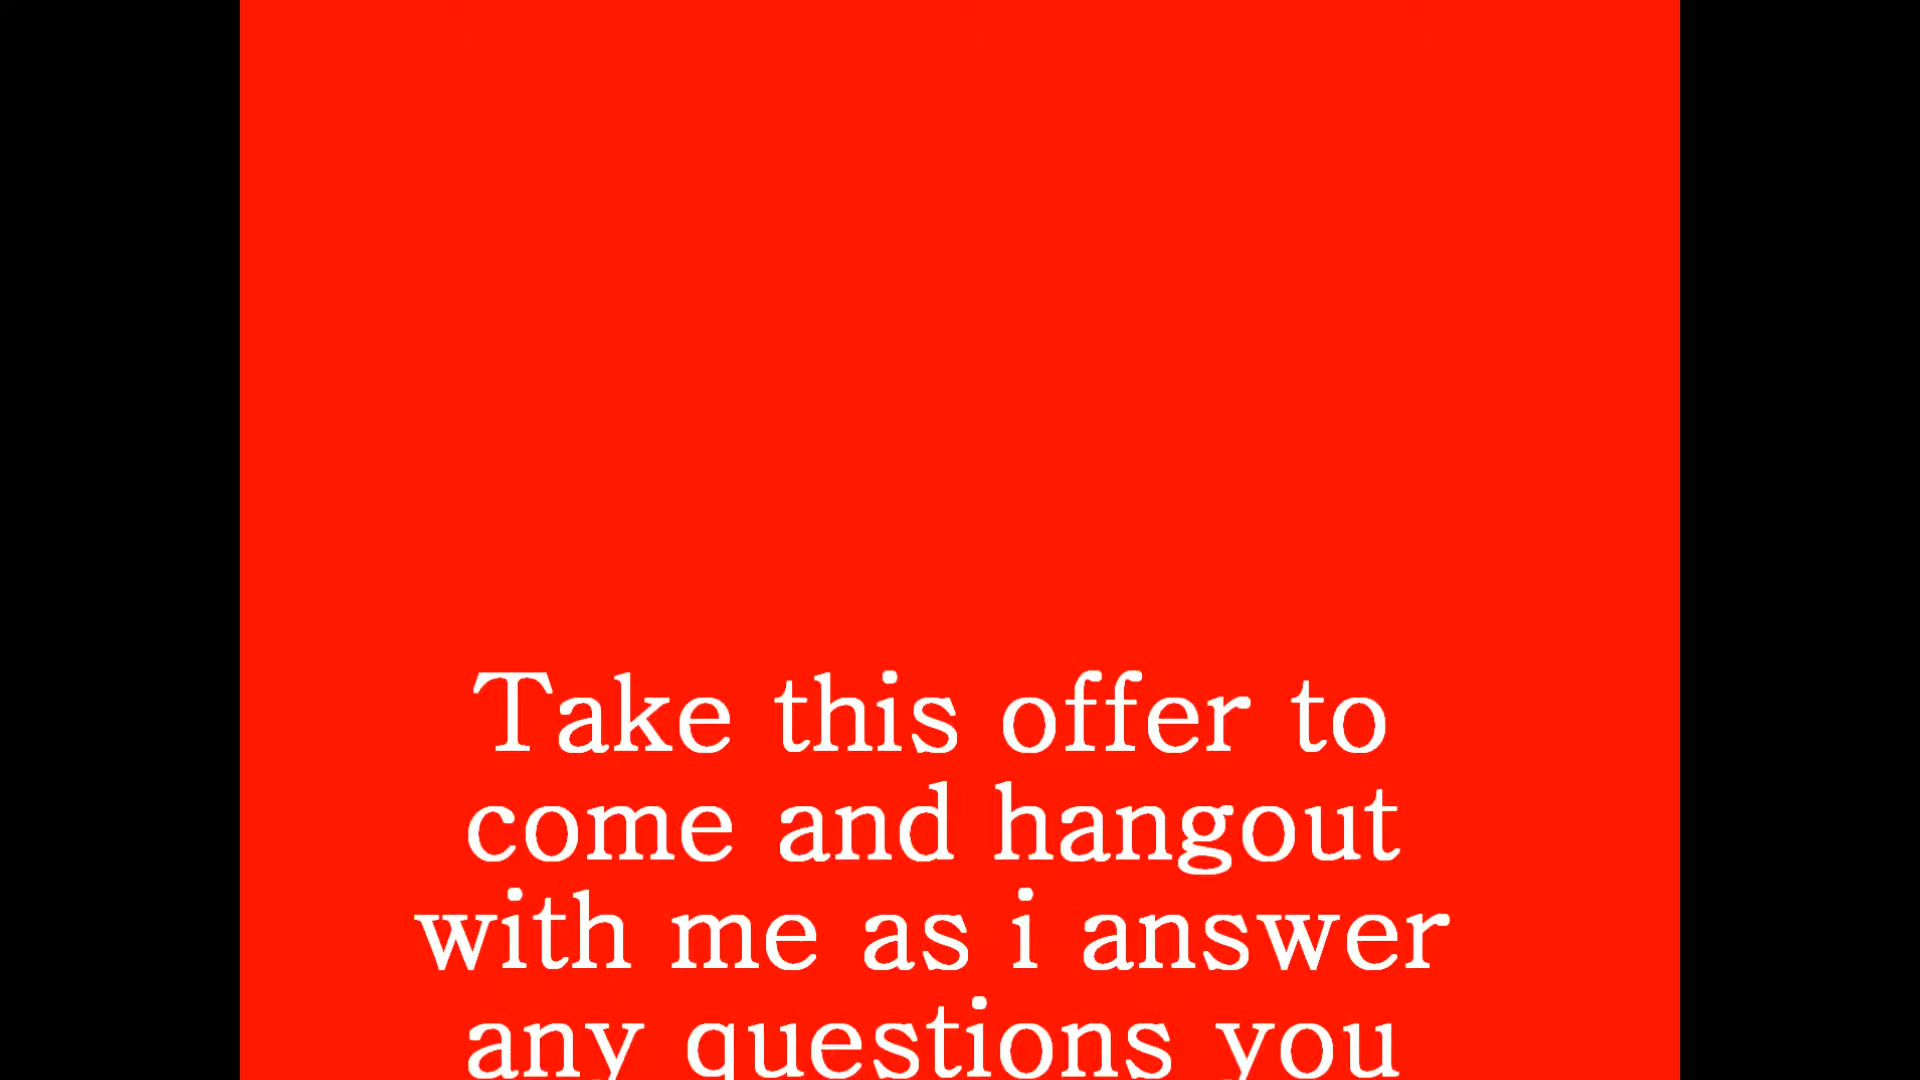 Take this offer to
come and hangout
with me as i answer
any questions you